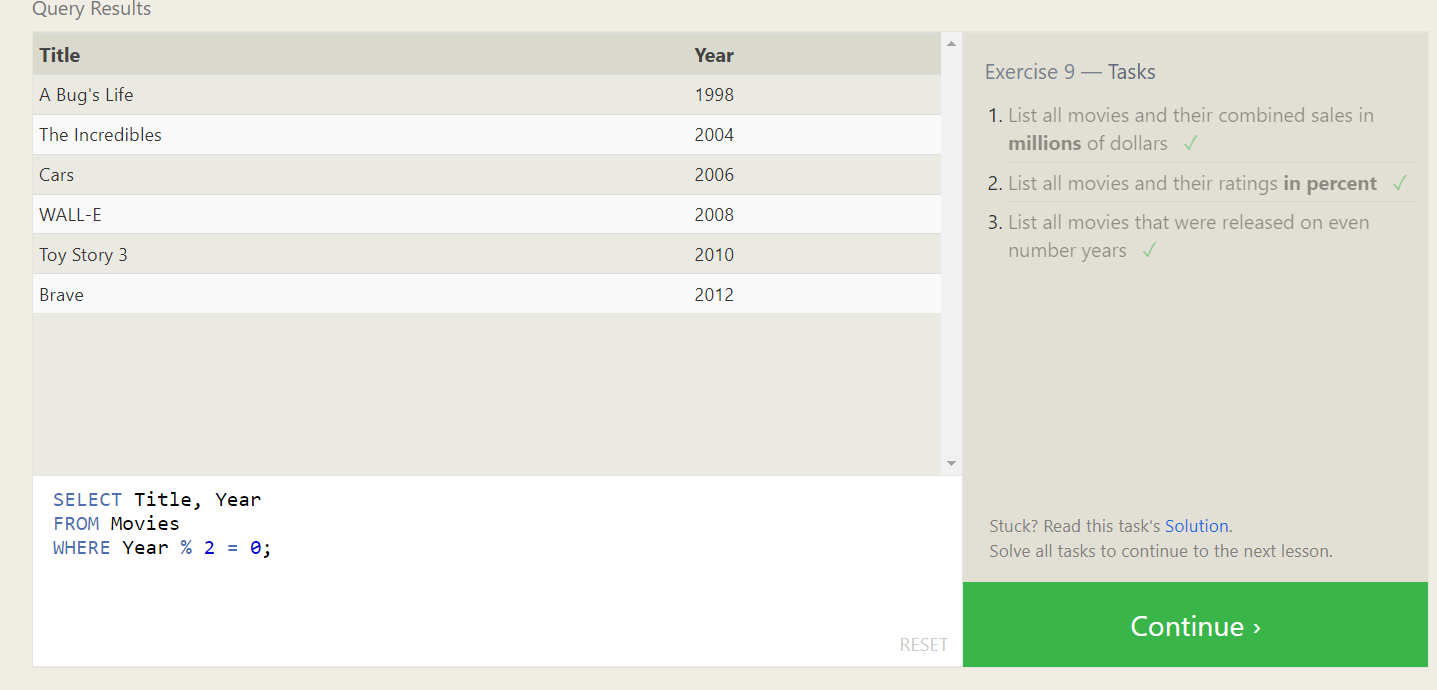 Query Results
Title Year
A Bug's Life 1998
The Incredibles 2004
Cars 2006
WALL-E 2008
Toy Story 3 2010
Brave 2012
SELECT Title, Year
FROM Movies
WHERE Year % 2 = 0;
RESET
Exercise 9 — Tasks
1. List all movies and their combined sales in
millions of dollars ✓
2. List all movies and their ratings in percent ✓
3. List all movies that were released on even
number years ✓
Stuck? Read this task's Solution.
Solve all tasks to continue to the next lesson.
Continue ›